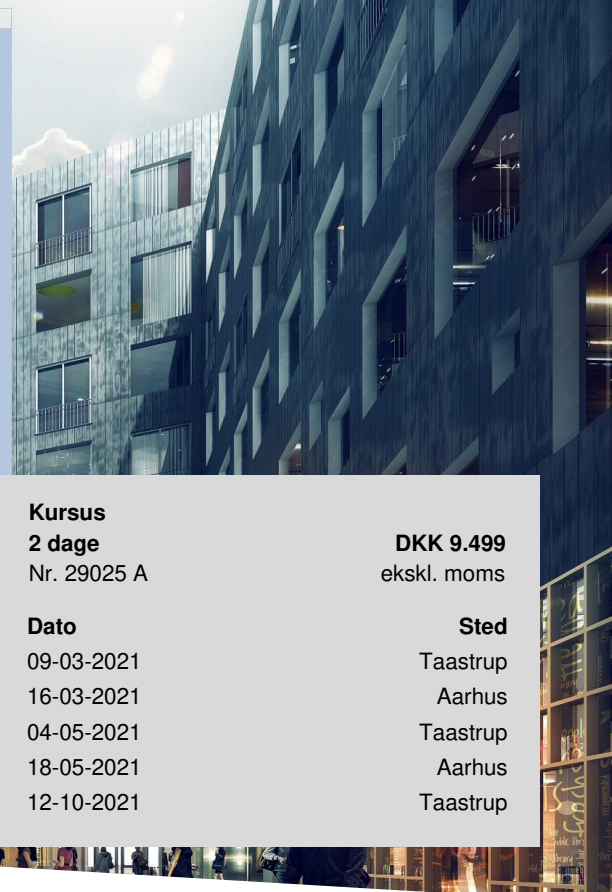 Kursus
2 dage DKK 9.499
Nr. 29025 A ekskl. moms
Dato Sted
09-03-2021 Taastrup
16-03-2021 Aarhus
04-05-2021 Taastrup
18-05-2021 Aarhus
12-10-2021 Taastrup